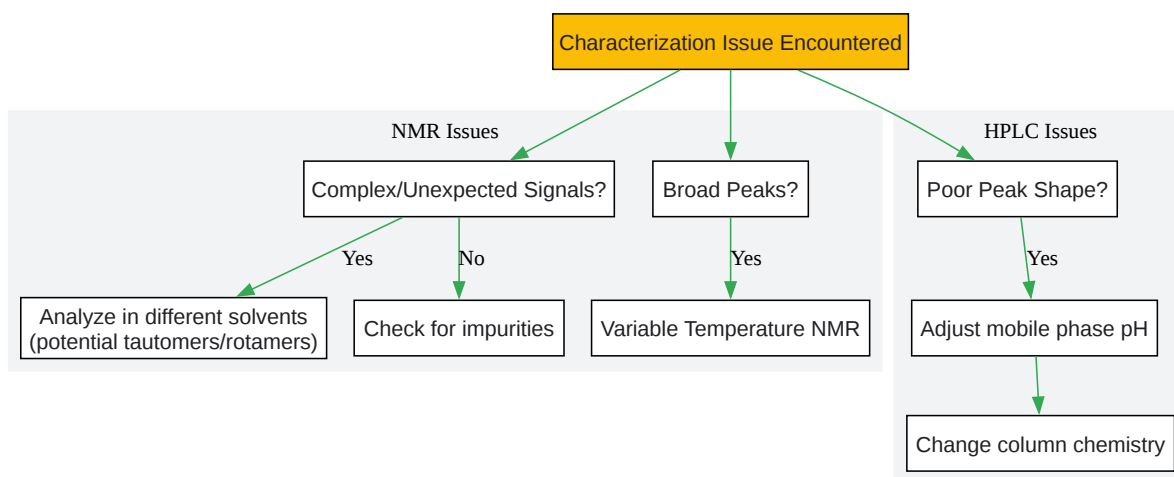 Characterization Issue Encountered
NMR Issues
HPLC Issues
Complex/Unexpected Signals?
Broad Peaks?
Poor Peak Shape?
Yes
No
Yes
Yes
Analyze in different solvents
(potential tautomers/rotamers)
Check for impurities
Variable Temperature NMR
Adjust mobile phase pH
Change column chemistry